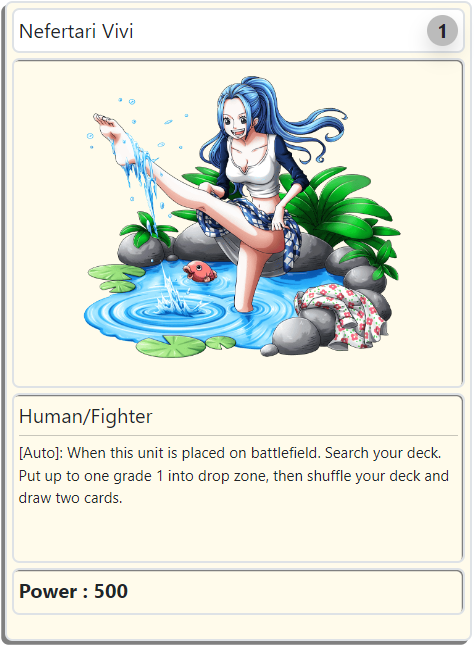 Nefertari Vivi 1
Human/Fighter
[Auto]: When this unit is placed on battlefield. Search your deck.
Put up to one grade 1 into drop zone, then shuffle your deck and
draw two cards.
Power : 500